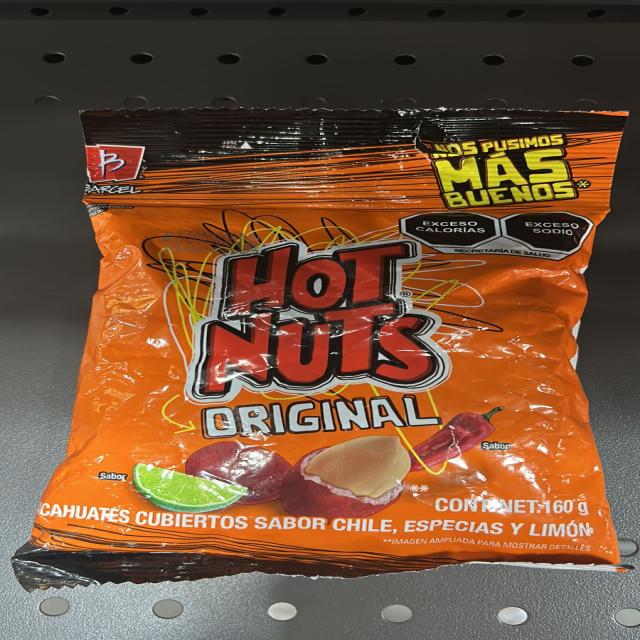 B
BARCEL
NOS PUSIMOS
MÁS
BUENOS*
EXCESO
CALORÍAS
EXCESO
SODIO
SECRETARÍA DE SALUD
HOT
NUTS®
ORIGINAL
Sabor
Sabor
**
CONT. NET. 160 g
CACAHUATES CUBIERTOS SABOR CHILE, ESPECIAS Y LIMÓN
**IMAGEN AMPLIADA PARA MOSTRAR DETALLES